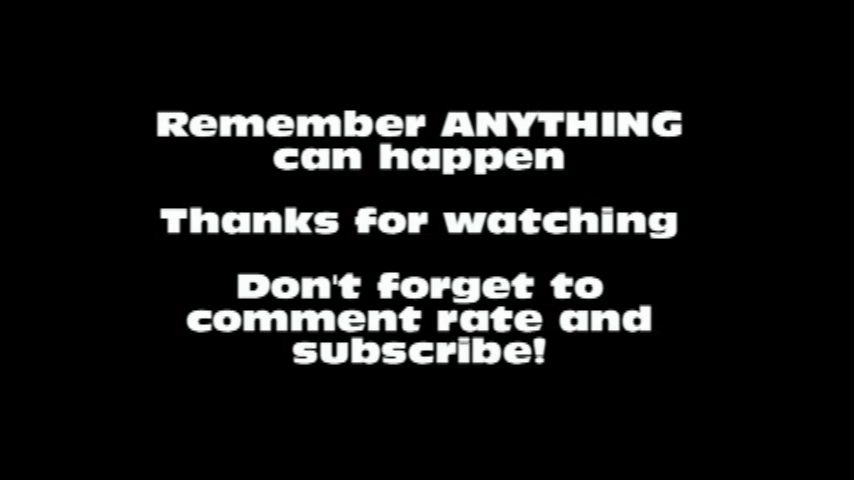 Remember ANYTHING
can happen
Thanks for watching
Don't forget to
comment rate and
subscribe!